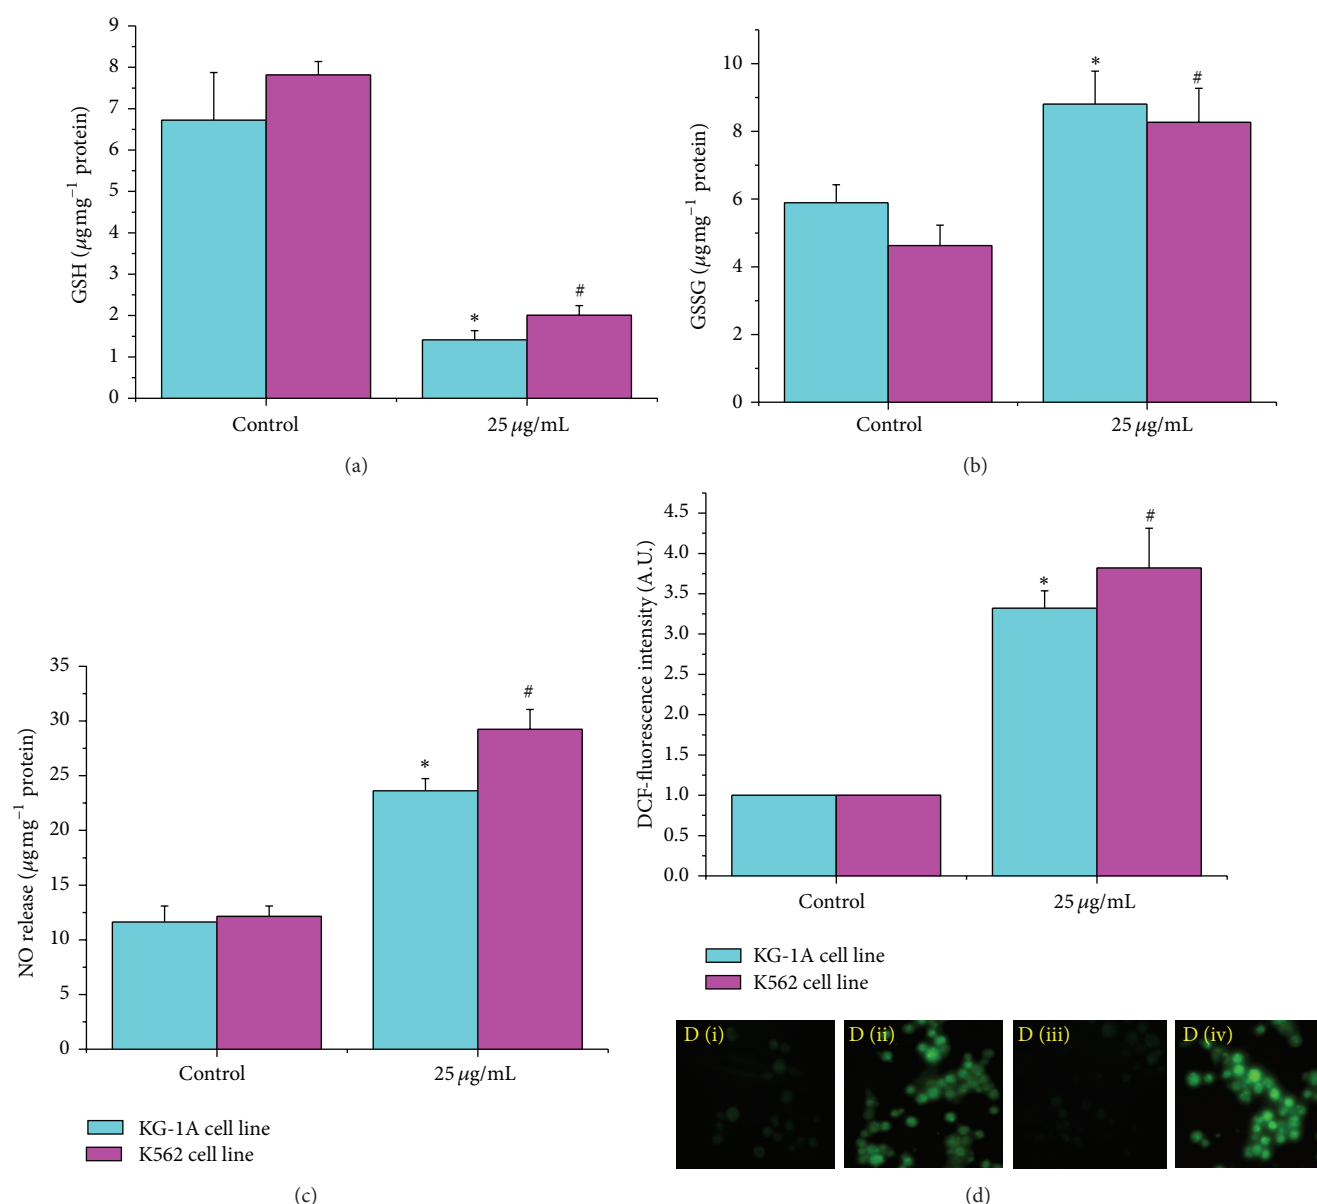 9
8
7
6
5
4
3
2
1
0
GSH (μg mg⁻¹ protein)
*
#
Control
25 μg/mL
(a)
10
8
6
4
2
0
GSSG (μg mg⁻¹ protein)
*
#
Control
25 μg/mL
(b)
35
30
25
20
15
10
5
0
NO release (μg mg⁻¹ protein)
*
#
Control
25 μg/mL
KG-1A cell line
K562 cell line
(c)
4.5
4.0
3.5
3.0
2.5
2.0
1.5
1.0
0.5
0.0
DCF-fluorescence intensity (A.U.)
*
#
Control
25 μg/mL
KG-1A cell line
K562 cell line
D (i)
D (ii)
D (iii)
D (iv)
(d)